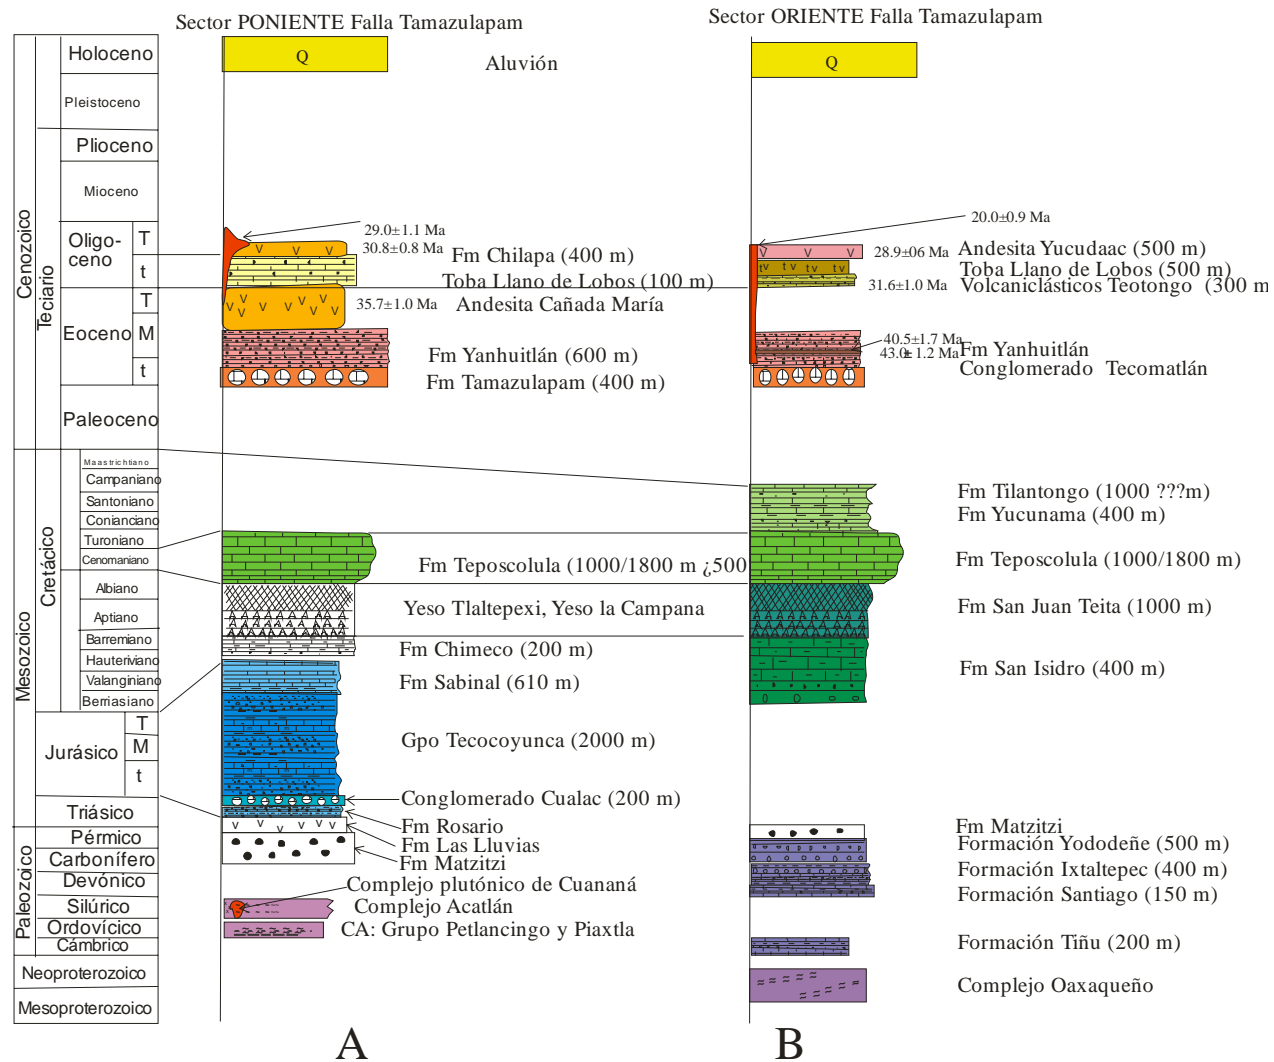 Sector PONIENTE Falla Tamazulapam
Sector ORIENTE Falla Tamazulapam
Cenozoico
Teciario
Holoceno
Pleistoceno
Plioceno
Mioceno
Oligo-
ceno
T
t
Eoceno
T
M
t
Paleoceno
Mesozoico
Cretácico
Maastrichtiano
Campaniano
Santoniano
Conianciano
Turoniano
Cenomaniano
Albiano
Aptiano
Barremiano
Hauteriviano
Valanginiano
Berriasiano
Jurásico
T
M
t
Triásico
Paleozoico
Pérmico
Carbonífero
Devónico
Silúrico
Ordovícico
Cámbrico
Neoproterozoico
Mesoproterozoico
Q
Aluvión
29.0±1.1 Ma
30.8±0.8 Ma
Fm Chilapa (400 m)
Toba Llano de Lobos (100 m)
35.7±1.0 Ma
Andesita Cañada María
Fm Yanhuitlán (600 m)
Fm Tamazulapam (400 m)
Fm Teposcolula (1000/1800 m ¿500
Yeso Tlaltepexi, Yeso la Campana
Fm Chimeco (200 m)
Fm Sabinal (610 m)
Gpo Tecocoyunca (2000 m)
Conglomerado Cualac (200 m)
Fm Rosario
Fm Las Lluvias
Fm Matzitzi
Complejo plutónico de Cuananá
Complejo Acatlán
CA: Grupo Petlancingo y Piaxtla
A
Q
20.0±0.9 Ma
28.9±06 Ma
Andesita Yucudaac (500 m)
Toba Llano de Lobos (500 m)
31.6±1.0 Ma
Volcaniclásticos Teotongo (300 m
40.5±1.7 Ma
43.0±1.2 Ma
Fm Yanhuitlán
Conglomerado Tecomatlán
Fm Tilantongo (1000 ???m)
Fm Yucunama (400 m)
Fm Teposcolula (1000/1800 m)
Fm San Juan Teita (1000 m)
Fm San Isidro (400 m)
Fm Matzitzi
Formación Yododeñe (500 m)
Formación Ixtaltepec (400 m)
Formación Santiago (150 m)
Formación Tiñu (200 m)
Complejo Oaxaqueño
B